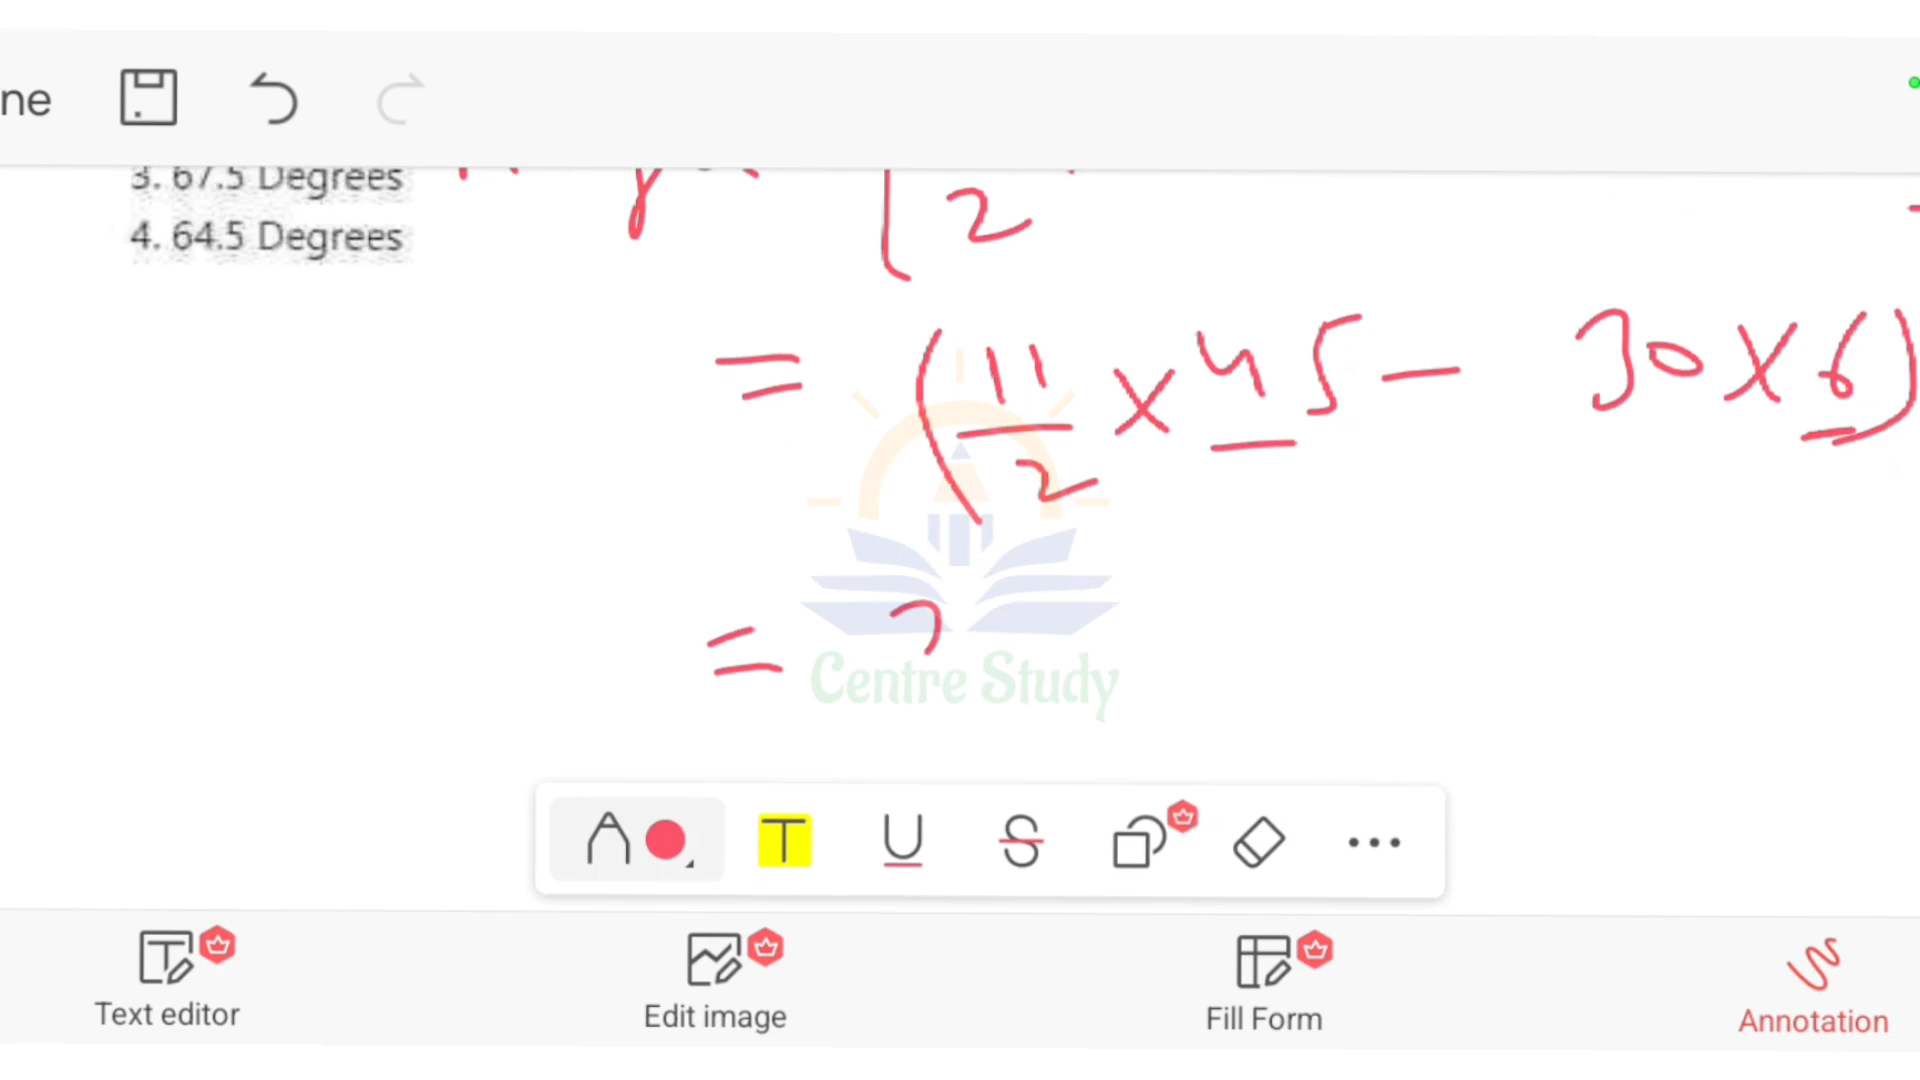 ne
3. 67.5 Degrees
4. 64.5 Degrees
2
= (11/2 × 45 - 30 × 6)
=
Centre Study
T U S
Text editor
Edit image
Fill Form
Annotation